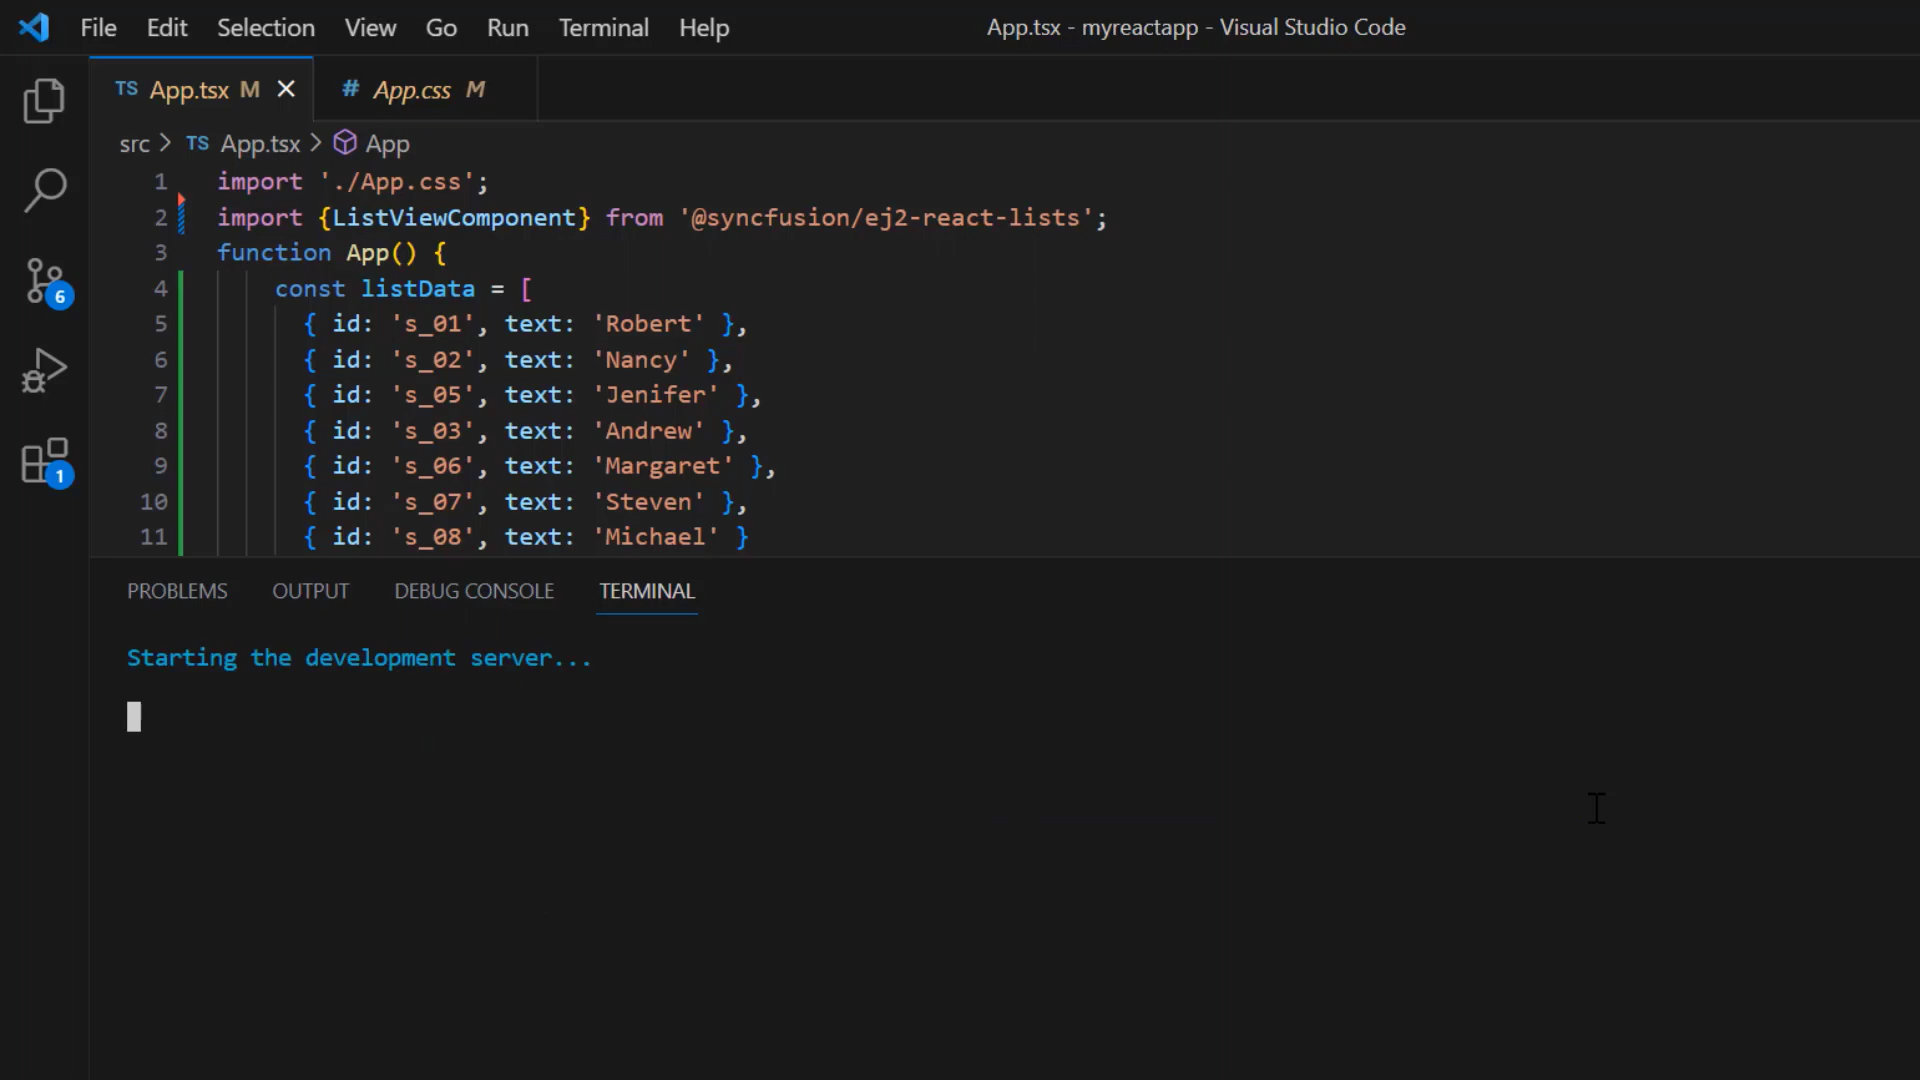 File Edit Selection View Go Run Terminal Help App.tsx - myreactapp - Visual Studio Code
TS App.tsx M # App.css M
src > TS App.tsx > App
1 import './App.css';
2 import {ListViewComponent} from '@syncfusion/ej2-react-lists';
3 function App() {
4 const listData = [
5 { id: 's_01', text: 'Robert' },
6 { id: 's_02', text: 'Nancy' },
7 { id: 's_05', text: 'Jenifer' },
8 { id: 's_03', text: 'Andrew' },
9 { id: 's_06', text: 'Margaret' },
10 { id: 's_07', text: 'Steven' },
11 { id: 's_08', text: 'Michael' }
6
1
PROBLEMS OUTPUT DEBUG CONSOLE TERMINAL
Starting the development server...